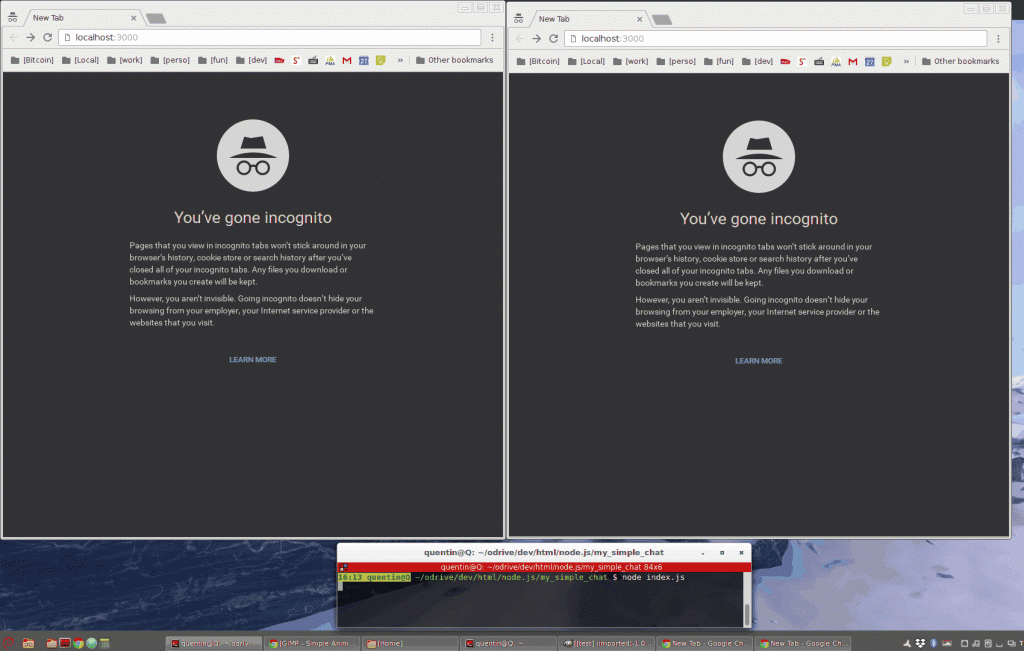 New Tab
localhost:3000
[Bitcoin] [Local] [work] [perso] [fun] [dev] 27 » Other bookmarks
You've gone incognito
Pages that you view in incognito tabs won't stick around in your
browser's history, cookie store or search history after you've
closed all of your incognito tabs. Any files you download or
bookmarks you create will be kept.
However, you aren't invisible. Going incognito doesn't hide your
browsing from your employer, your Internet service provider or the
websites that you visit.
LEARN MORE
New Tab
localhost:3000
[Bitcoin] [Local] [work] [perso] [fun] [dev] 27 » Other bookmarks
You've gone incognito
Pages that you view in incognito tabs won't stick around in your
browser's history, cookie store or search history after you've
closed all of your incognito tabs. Any files you download or
bookmarks you create will be kept.
However, you aren't invisible. Going incognito doesn't hide your
browsing from your employer, your Internet service provider or the
websites that you visit.
LEARN MORE
quentin@Q: ~/odrive/dev/html/node.js/my_simple_chat
quentin@Q: ~/odrive/dev/html/node.js/my_simple_chat 84x6
16:13 quentin@Q ~/odrive/dev/html/node.js/my_simple_chat $ node index.js
quentin@Q: ~/odriv... [GIMP - Simple Anim... [Home] quentin@Q: ~ [[test] (imported)-1.0... New Tab - Google Ch... New Tab - Google Ch...